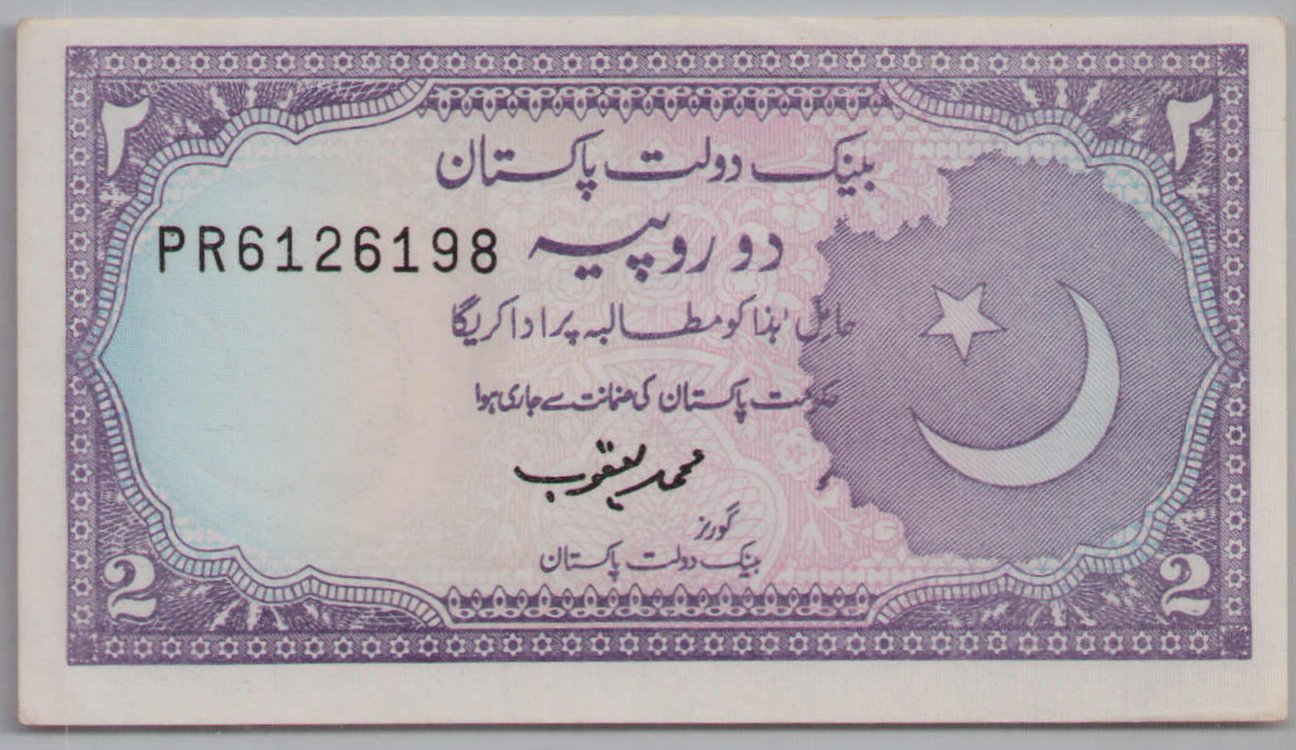 ۲ ۲
بینک دولت پاکستان
دو روپیہ
PR6126198
حامل ہٰذا کو مطالبہ پر ادا کریگا
حکومت پاکستان کی ضمانت سے جاری ہوا
محمد یعقوب
گورنر
بینک دولت پاکستان
2 2